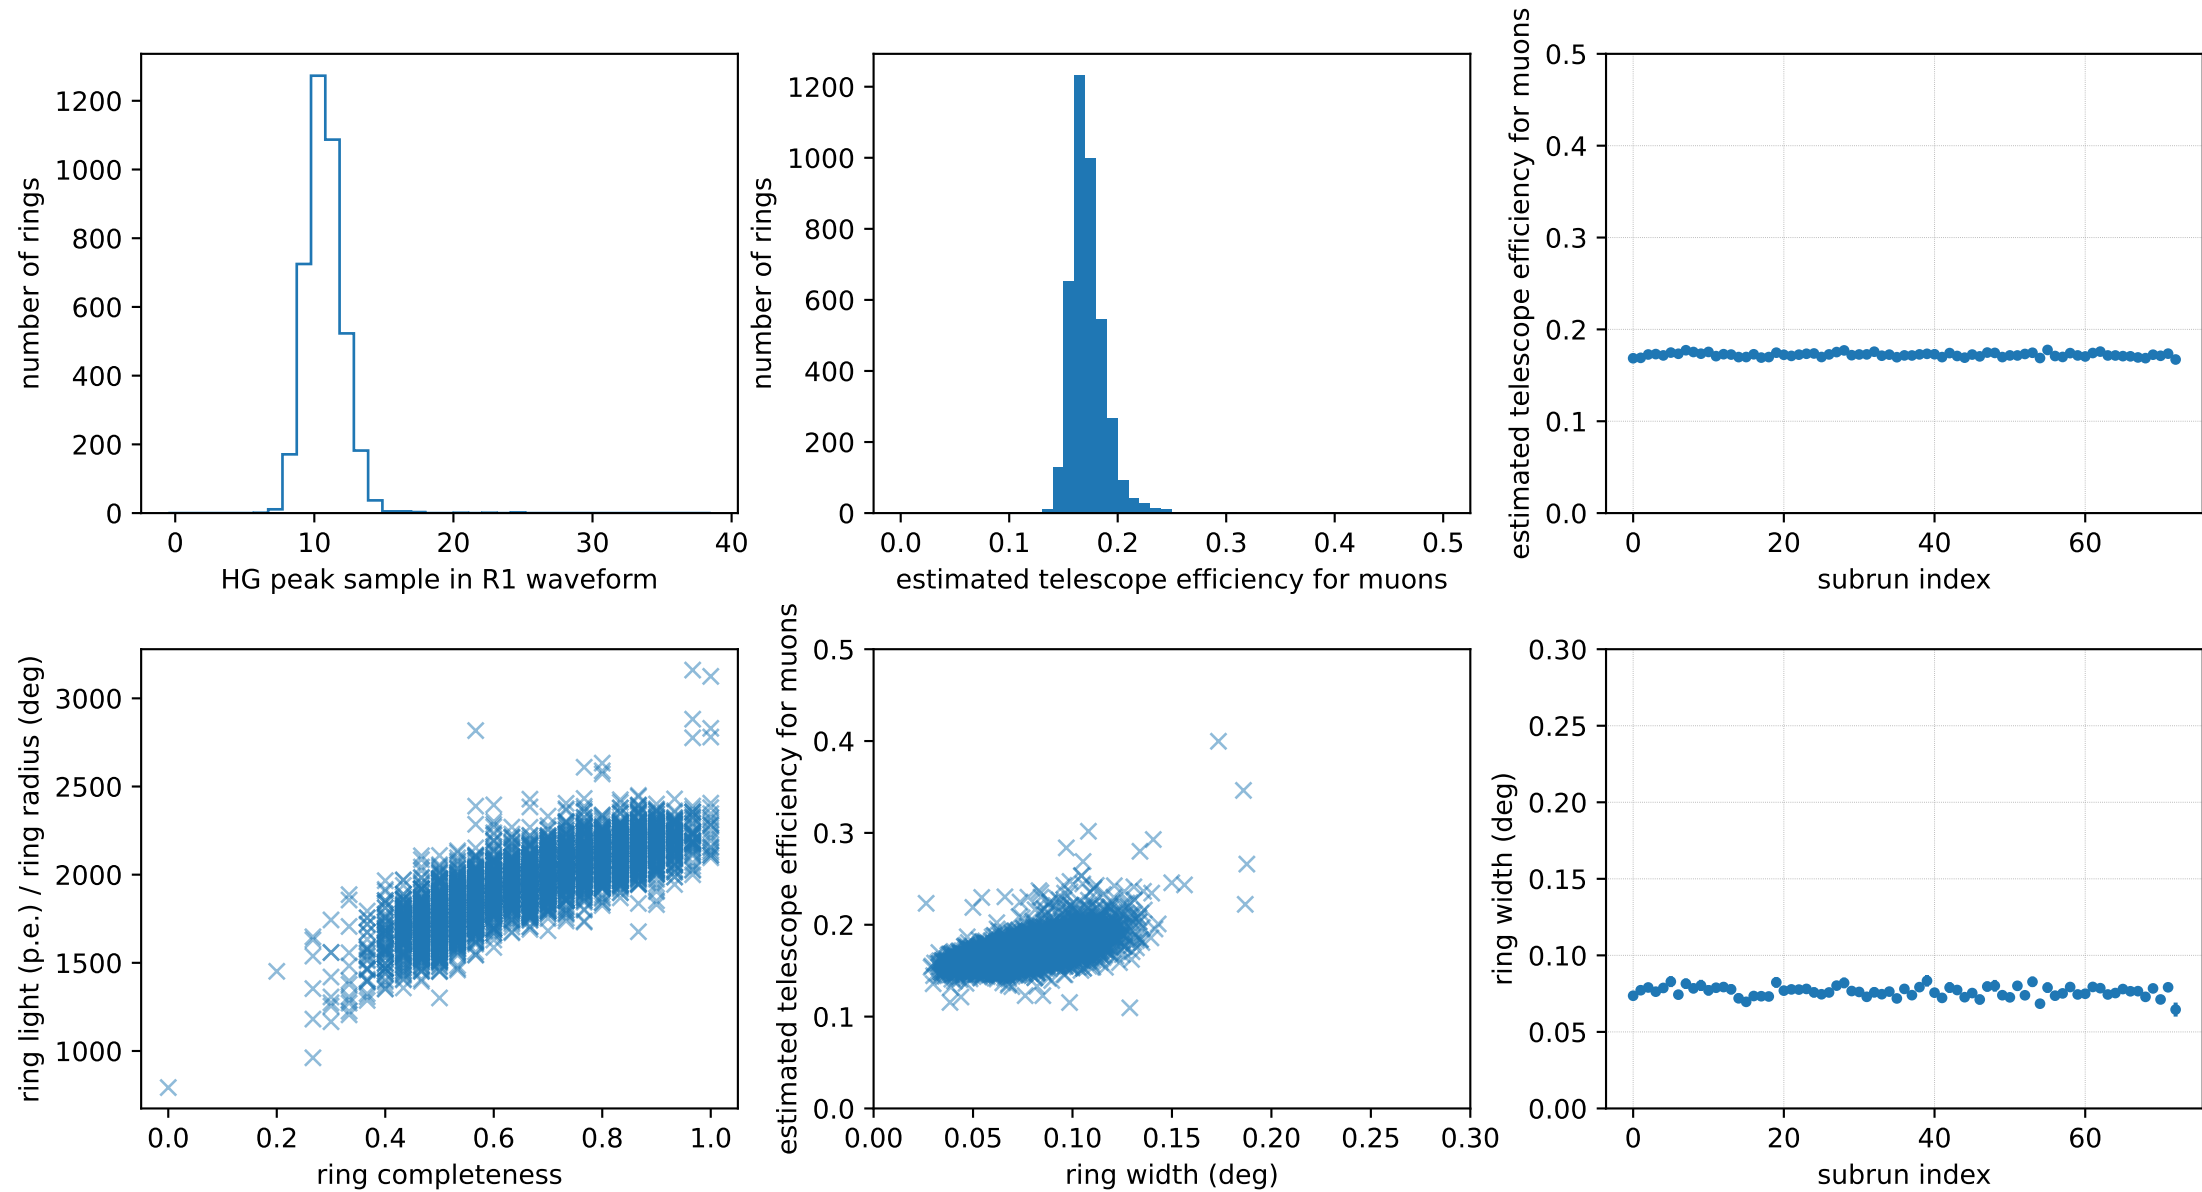 number of rings
1200
1000
800
600
400
200
0
0 10 20 30 40
HG peak sample in R1 waveform
number of rings
1200
1000
800
600
400
200
0
0.0 0.1 0.2 0.3 0.4 0.5
estimated telescope efficiency for muons
estimated telescope efficiency for muons
0.5
0.4
0.3
0.2
0.1
0.0
0 20 40 60
subrun index
ring light (p.e.) / ring radius (deg)
3000
2500
2000
1500
1000
0.0 0.2 0.4 0.6 0.8 1.0
ring completeness
estimated telescope efficiency for muons
0.5
0.4
0.3
0.2
0.1
0.0
0.00 0.05 0.10 0.15 0.20 0.25 0.30
ring width (deg)
ring width (deg)
0.30
0.25
0.20
0.15
0.10
0.05
0.00
0 20 40 60
subrun index